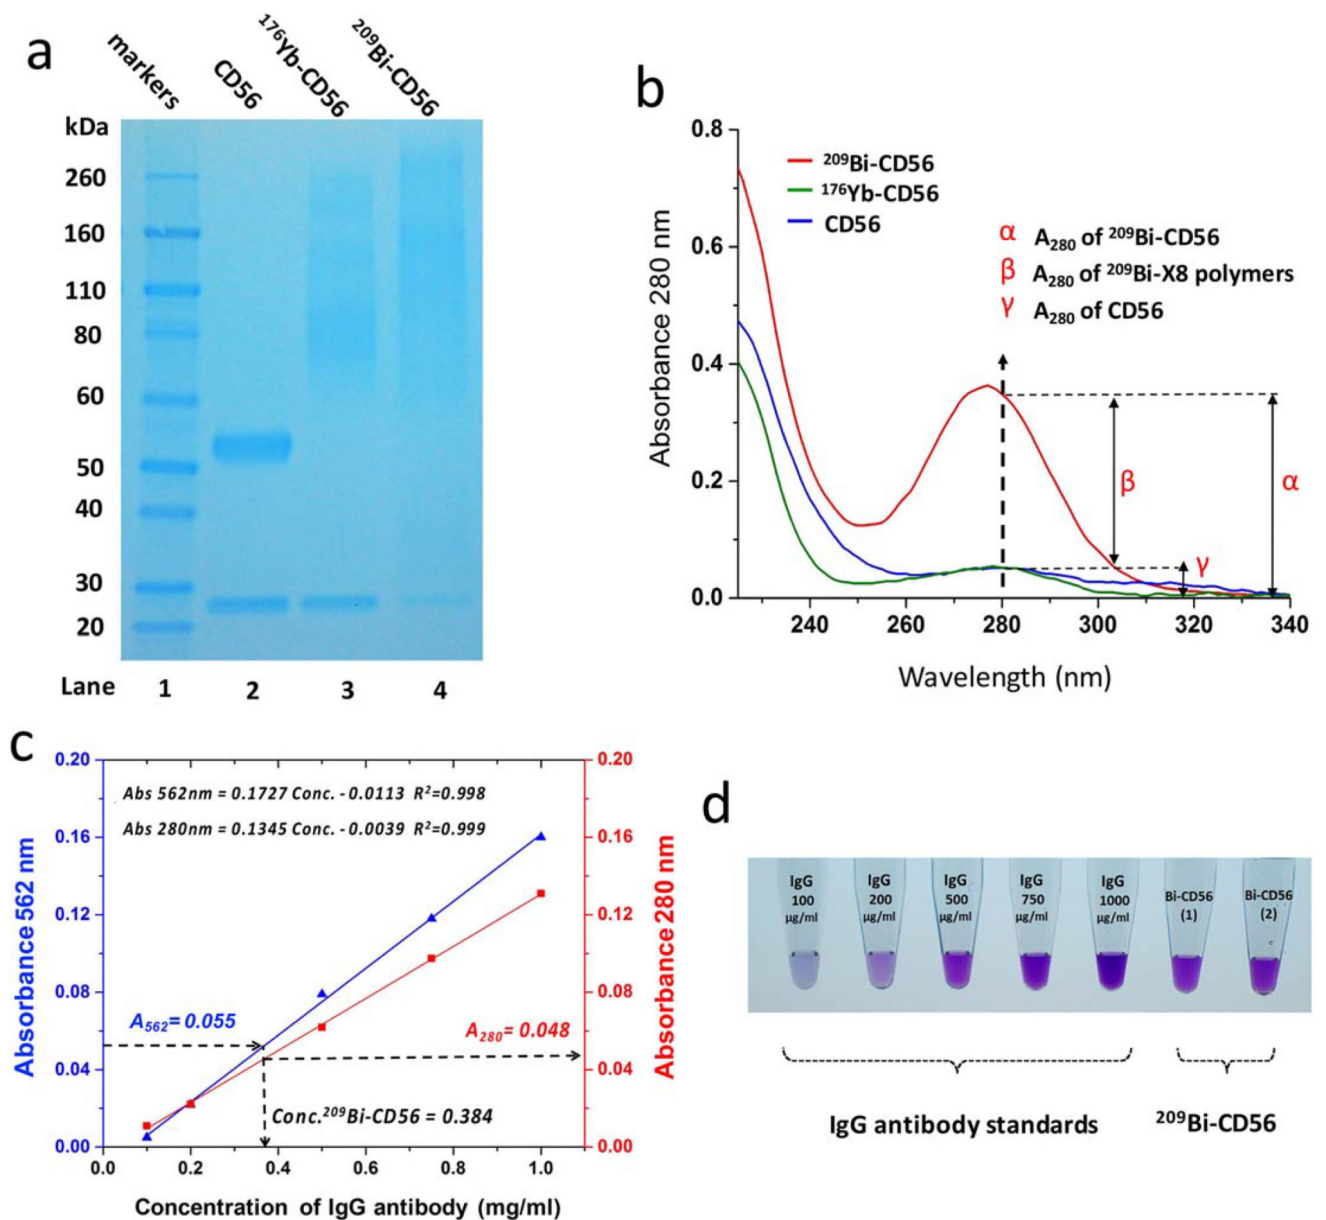 a
markers
CD56
¹⁷⁶Yb-CD56
²⁰⁹Bi-CD56
kDa
260
160
110
80
60
50
40
30
20
Lane 1 2 3 4
b
Absorbance 280 nm
0.8
0.6
0.4
0.2
0.0
²⁰⁹Bi-CD56
¹⁷⁶Yb-CD56
CD56
α A₂₈₀ of ²⁰⁹Bi-CD56
β A₂₈₀ of ²⁰⁹Bi-X8 polymers
γ A₂₈₀ of CD56
β
α
γ
240 260 280 300 320 340
Wavelength (nm)
c
Absorbance 562 nm
0.20
0.16
0.12
0.08
0.04
0.00
Abs 562nm = 0.1727 Conc. - 0.0113 R²=0.998
Abs 280nm = 0.1345 Conc. - 0.0039 R²=0.999
A₅₆₂= 0.055
A₂₈₀= 0.048
Conc.²⁰⁹Bi-CD56 = 0.384
0.20
0.16
0.12
0.08
0.04
0.00
Absorbance 280 nm
0.0 0.2 0.4 0.6 0.8 1.0
Concentration of IgG antibody (mg/ml)
d
IgG
100
µg/ml
IgG
200
µg/ml
IgG
500
µg/ml
IgG
750
µg/ml
IgG
1000
µg/ml
Bi-CD56
(1)
Bi-CD56
(2)
IgG antibody standards
²⁰⁹Bi-CD56